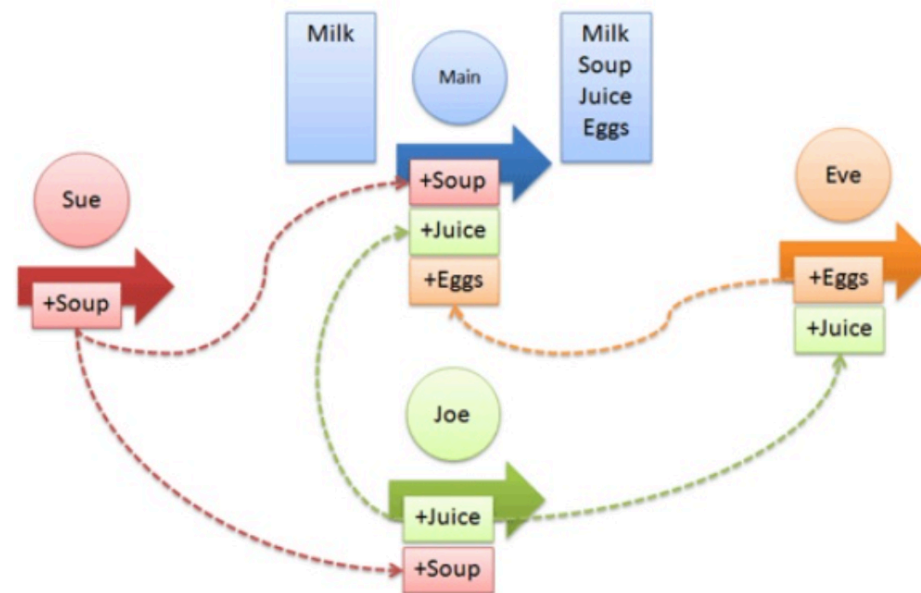 Milk
Main
Milk
Soup
Juice
Eggs
Sue
+Soup
+Soup
+Juice
+Eggs
Eve
+Eggs
+Juice
Joe
+Juice
+Soup